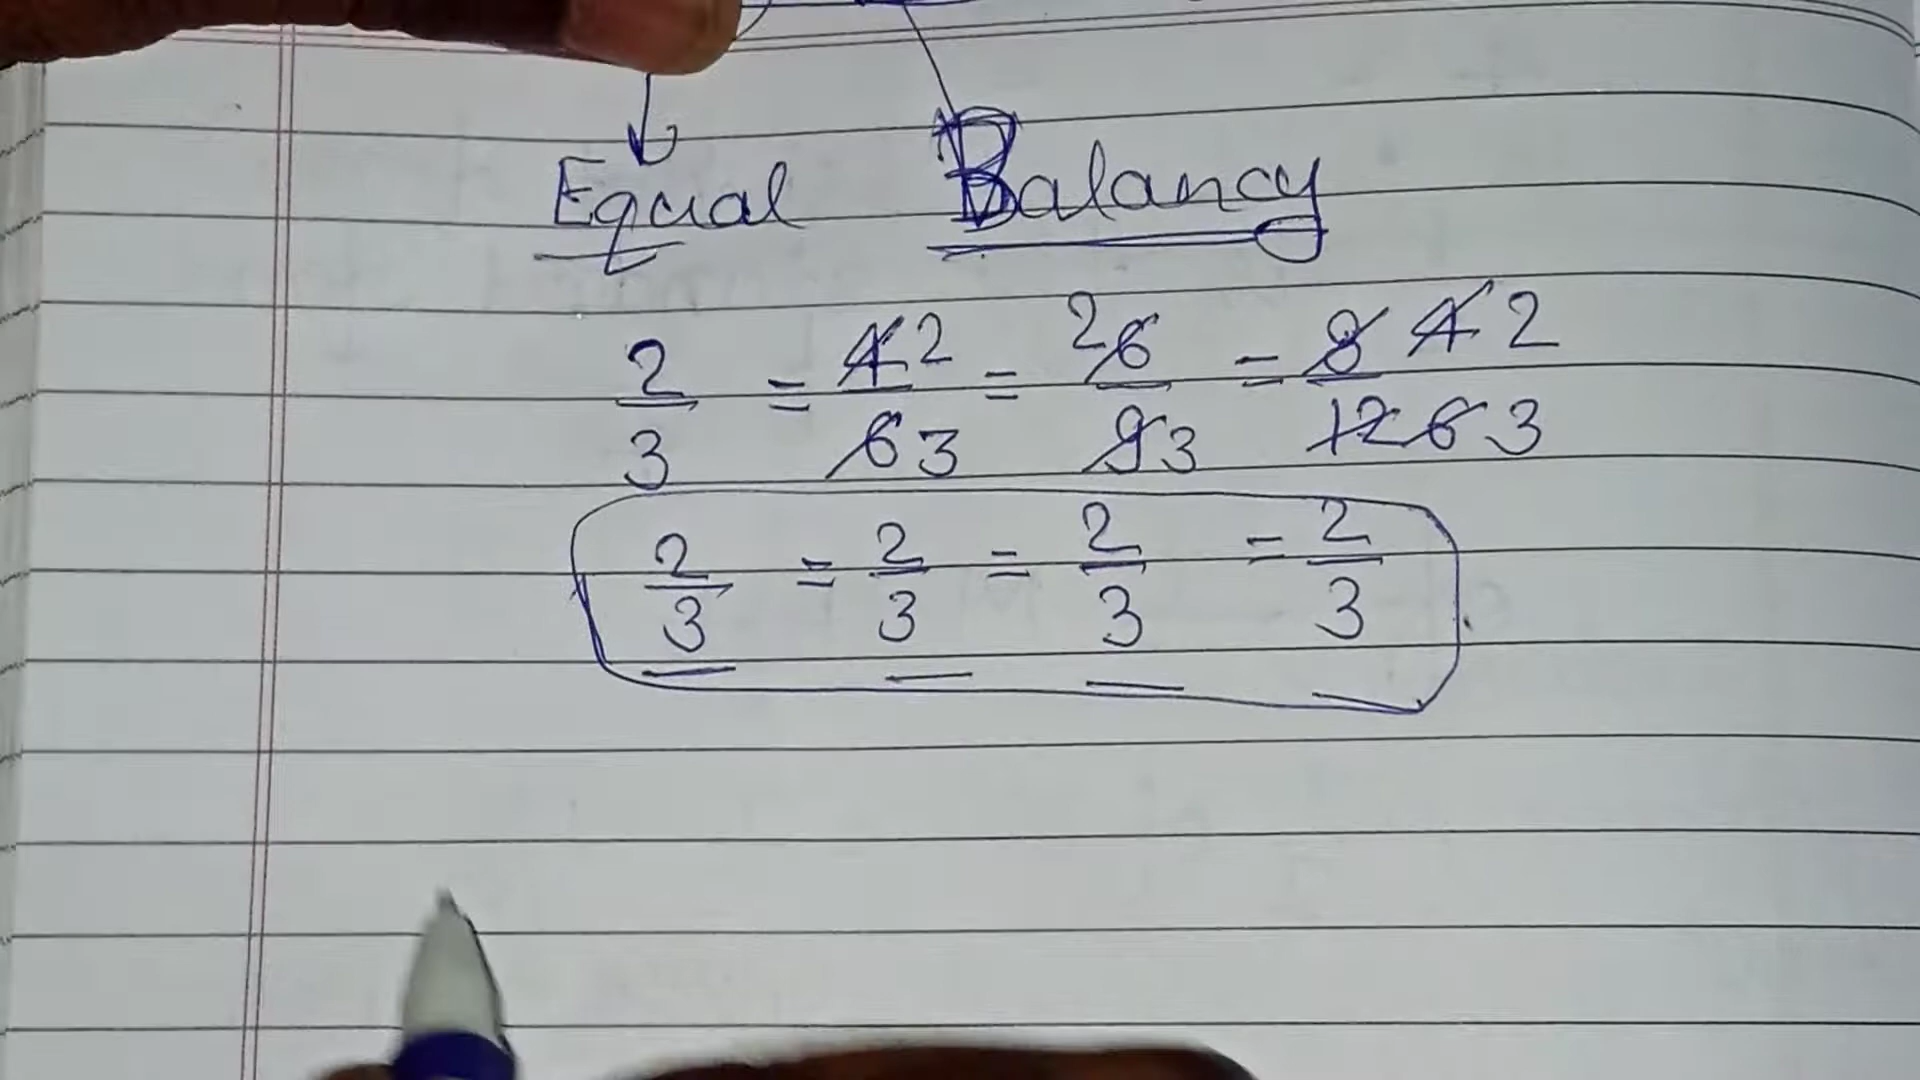 Equal Balancy
2/3 = 4 2/6 3 = 2 6/9 3 = 8 4 2/12 6 3
2/3 = 2/3 = 2/3 = 2/3